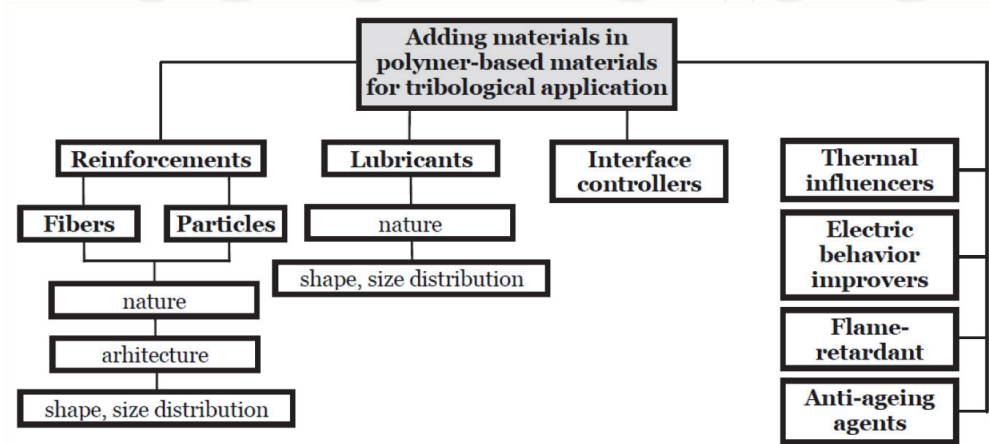 Adding materials in
polymer-based materials
for tribological application
Reinforcements
Lubricants
Interface
controllers
Thermal
influencers
Fibers
Particles
nature
Electric
behavior
improvers
shape, size distribution
nature
Flame-
retardant
arhitecture
shape, size distribution
Anti-ageing
agents